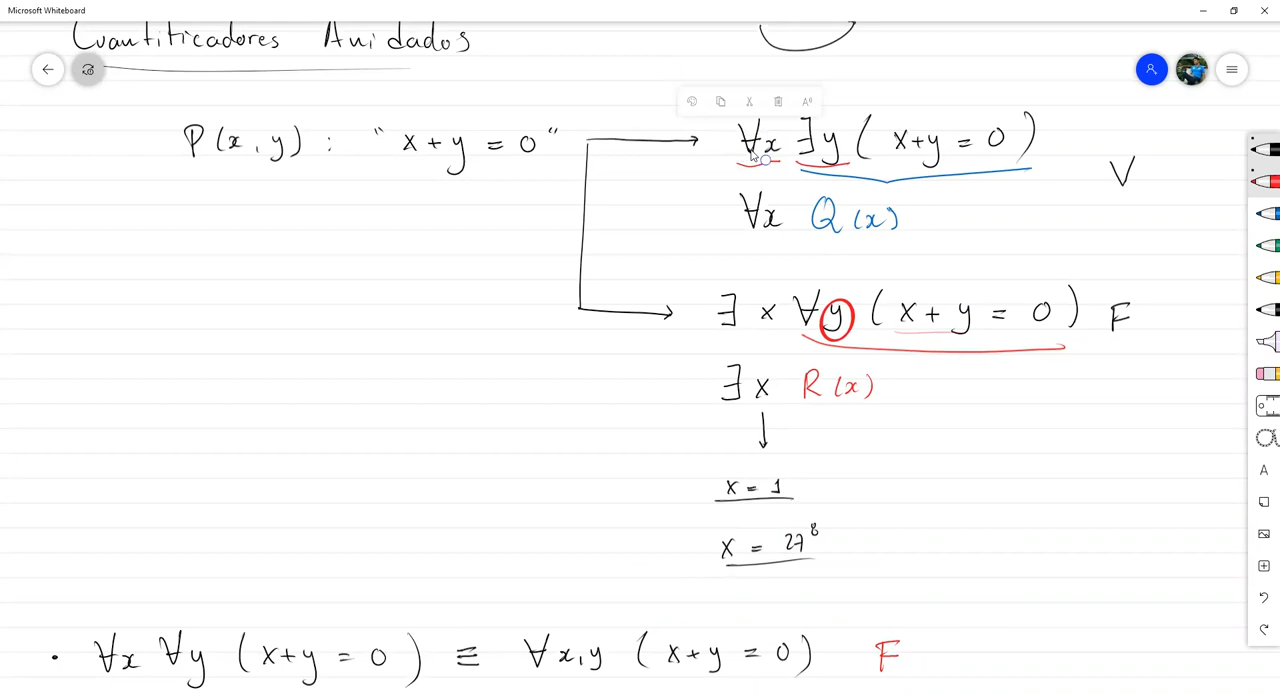 Microsoft Whiteboard
Cuantificadores Anidados
P(x, y) : "x + y = 0"
∀x ∃y ( x+y = 0 )
V
∀x Q(x)
∃ x ∀y ( x + y = 0 ) F
∃ x R(x)
x = 1
x = 27⁸
• ∀x ∀y ( x+y = 0 ) ≡ ∀x,y ( x+y = 0 ) F